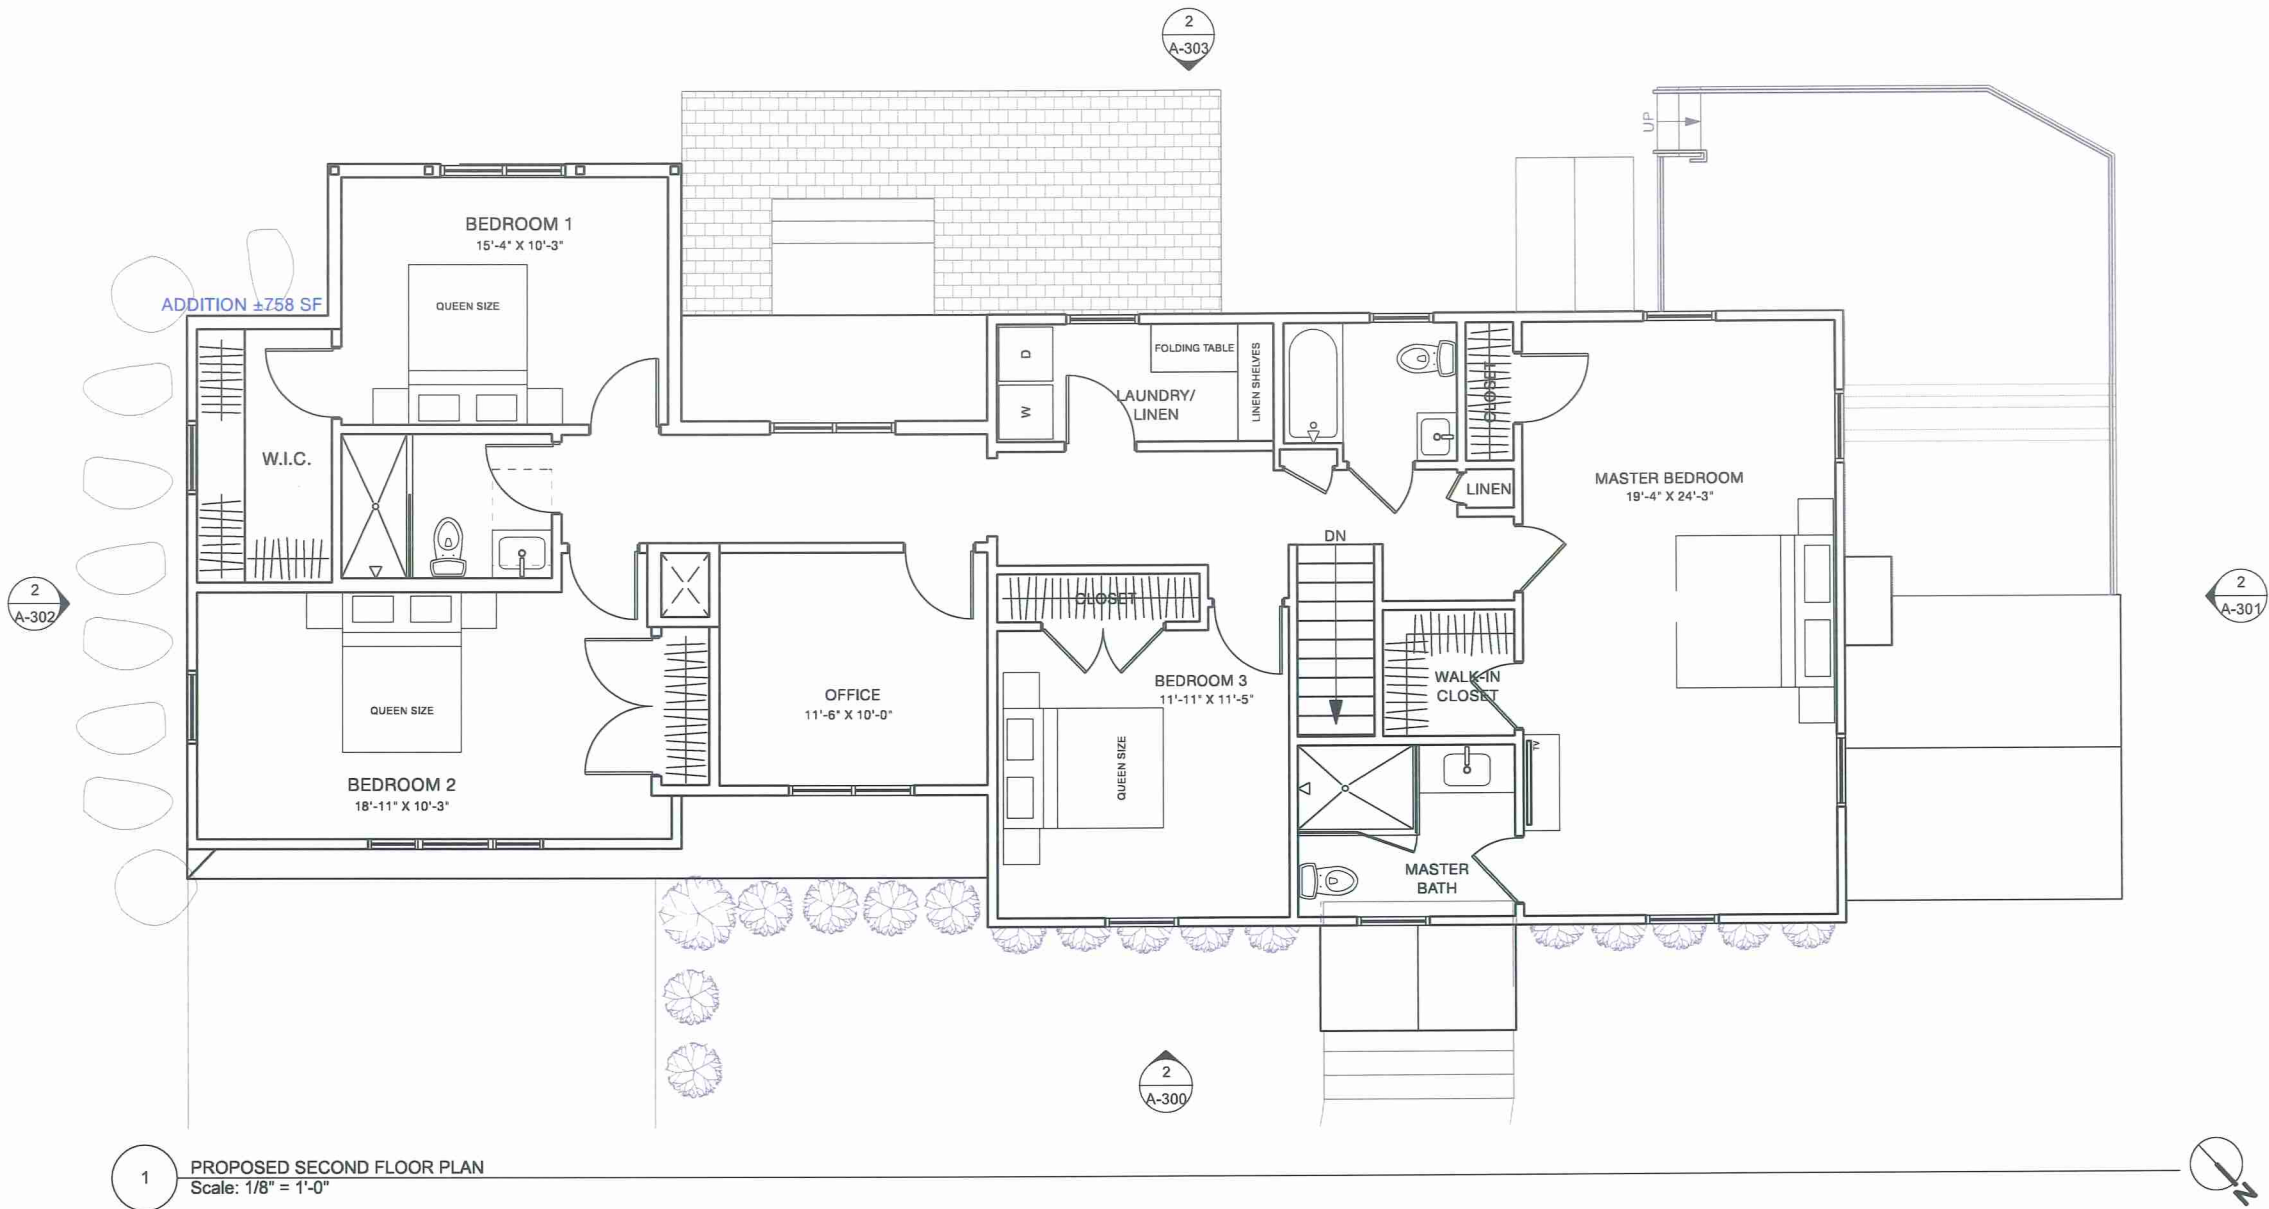 2
A-303
UP
BEDROOM 1
15'-4" X 10'-3"
QUEEN SIZE
ADDITION ±758 SF
D
W
FOLDING TABLE
LINEN SHELVES
LAUNDRY/
LINEN
CLOSET
W.I.C.
LINEN
MASTER BEDROOM
19'-4" X 24'-3"
DN
2
A-302
2
A-301
CLOSET
QUEEN SIZE
OFFICE
11'-6" X 10'-0"
BEDROOM 3
11'-11" X 11'-5"
WALK-IN
CLOSET
QUEEN SIZE
TV
BEDROOM 2
18'-11" X 10'-3"
MASTER
BATH
2
A-300
1
PROPOSED SECOND FLOOR PLAN
Scale: 1/8" = 1'-0"
N